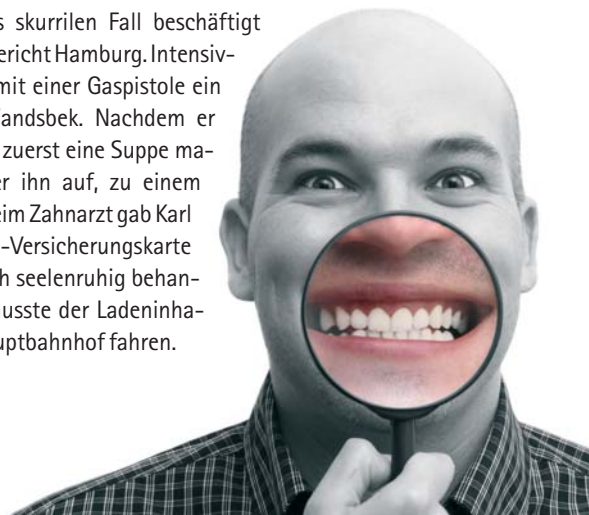 s skurrilen Fall beschäftigt
ericht Hamburg. Intensiv-
mit einer Gaspistole ein
andsbek. Nachdem er
zuerst eine Suppe ma-
er ihn auf, zu einem
eim Zahnarzt gab Karl
-Versicherungskarte
h seelenruhig behan-
usste der Ladeninha-
uptbahnhof fahren.